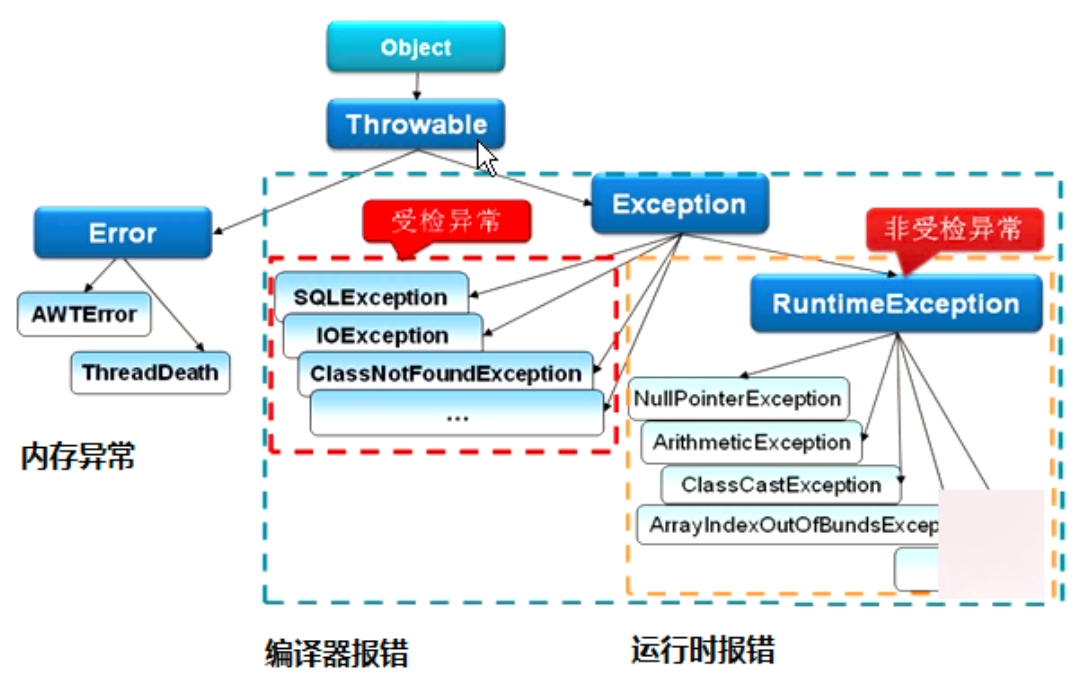 Object
Throwable
Exception
Error
受检异常
非受检异常
SQLException
RuntimeException
AWTError
IOException
ClassNotFoundException
ThreadDeath
...
NullPointerException
ArithmeticException
ClassCastException
ArrayIndexOutOfBundsExcep
内存异常
编译器报错
运行时报错